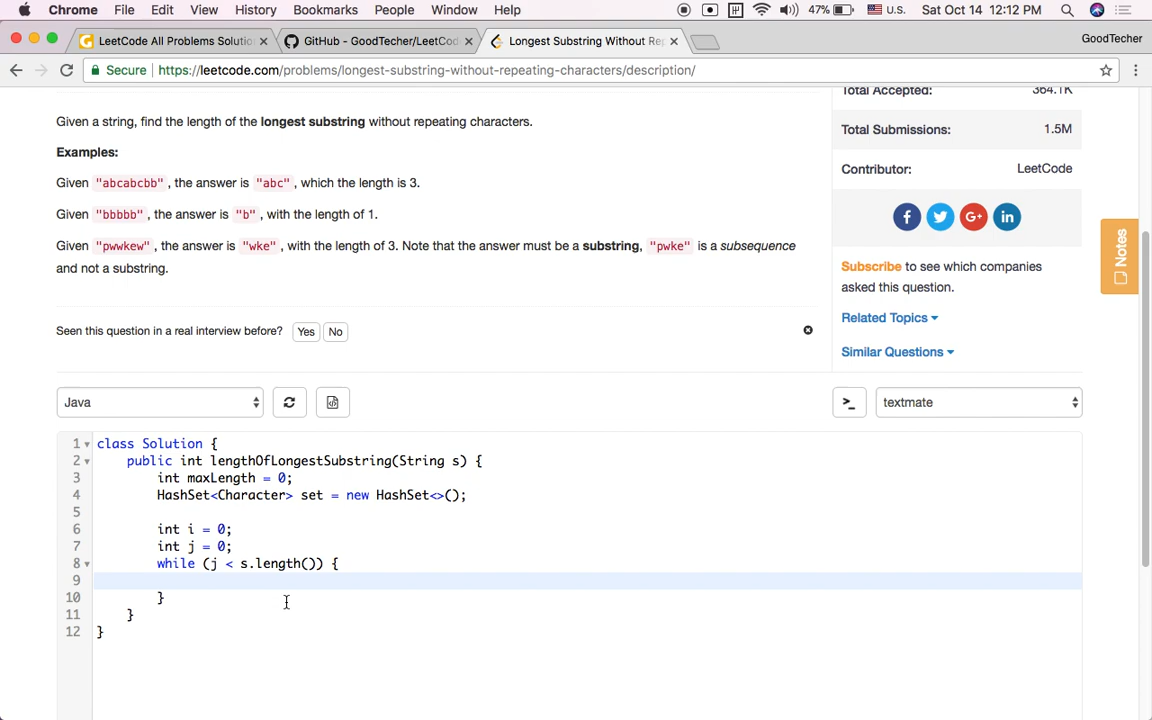 Chrome File Edit View History Bookmarks People Window Help 47% U.S. Sat Oct 14 12:12 PM
LeetCode All Problems Solutio GitHub - GoodTecher/LeetCod Longest Substring Without Rep GoodTecher
Secure https://leetcode.com/problems/longest-substring-without-repeating-characters/description/
Total Accepted: 364.1K
Given a string, find the length of the longest substring without repeating characters.
Total Submissions: 1.5M
Examples:
Contributor: LeetCode
Given "abcabcbb", the answer is "abc", which the length is 3.
Given "bbbbb", the answer is "b", with the length of 1.
Given "pwwkew", the answer is "wke", with the length of 3. Note that the answer must be a substring, "pwke" is a subsequence
and not a substring.
Notes
Subscribe to see which companies
asked this question.
Related Topics
Similar Questions
Seen this question in a real interview before? Yes No
Java
>_ textmate
1 class Solution {
2 public int lengthOfLongestSubstring(String s) {
3 int maxLength = 0;
4 HashSet<Character> set = new HashSet<>();
5
6 int i = 0;
7 int j = 0;
8 while (j < s.length()) {
9
10 }
11 }
12 }